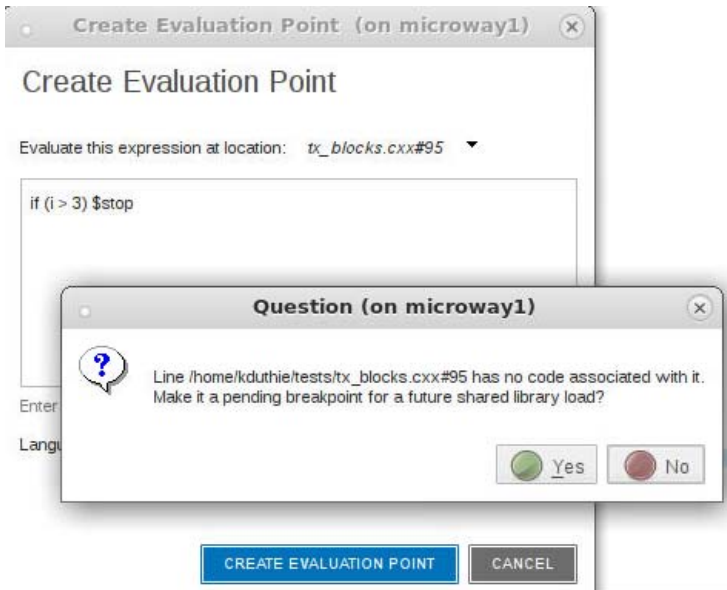 Create Evaluation Point (on microway1)
Create Evaluation Point
Evaluate this expression at location: tx_blocks.cxx#95
if (i > 3) $stop
Question (on microway1)
?
Line /home/kduthie/tests/tx_blocks.cxx#95 has no code associated with it.
Make it a pending breakpoint for a future shared library load?
Enter
Yes No
CREATE EVALUATION POINT CANCEL